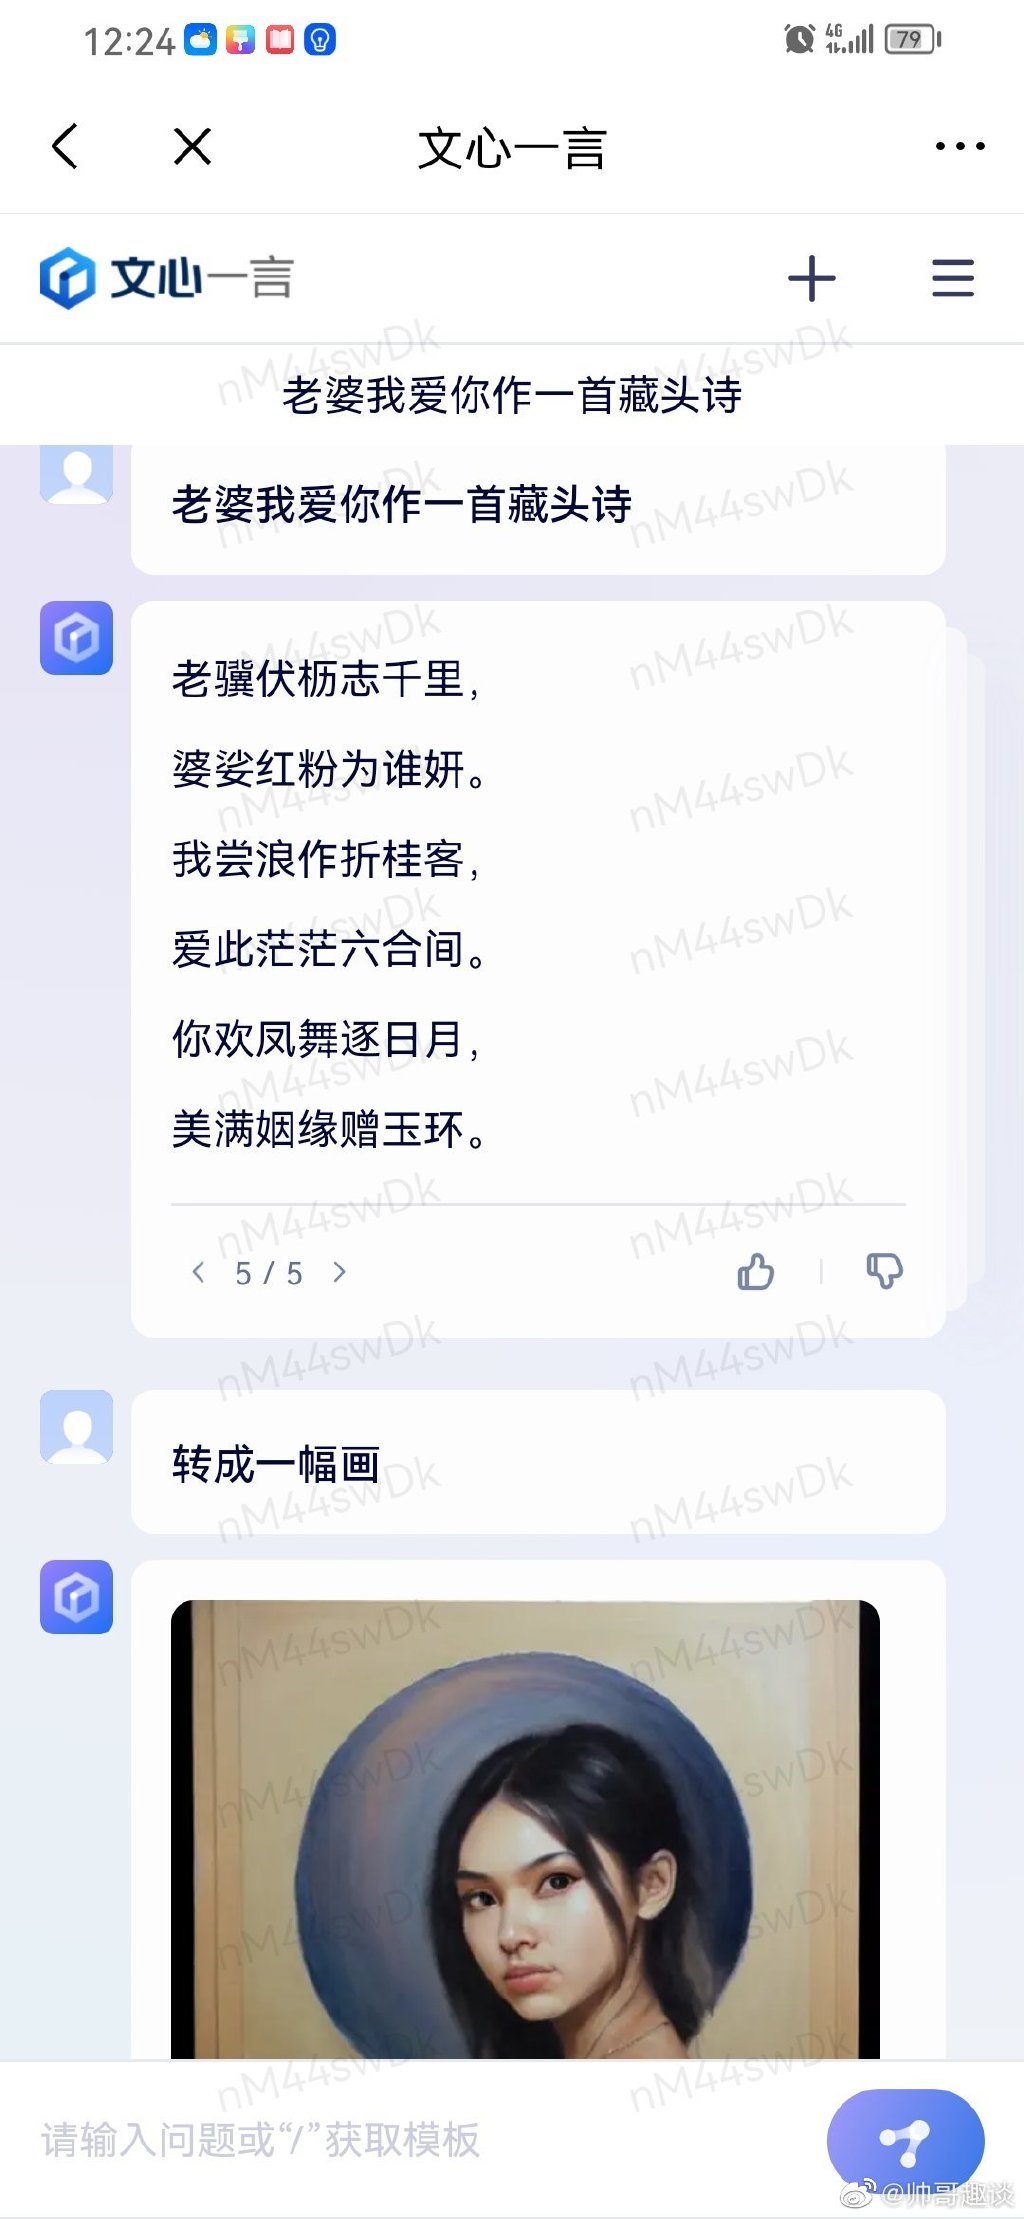 12:24
4G
79
文心一言
文心一言
老婆我爱你作一首藏头诗
老婆我爱你作一首藏头诗
老骥伏枥志千里，
婆娑红粉为谁妍。
我尝浪作折桂客，
爱此茫茫六合间。
你欢凤舞逐日月，
美满姻缘赠玉环。
5 / 5
转成一幅画
请输入问题或“/”获取模板
@帅哥趣谈
nM44swDk